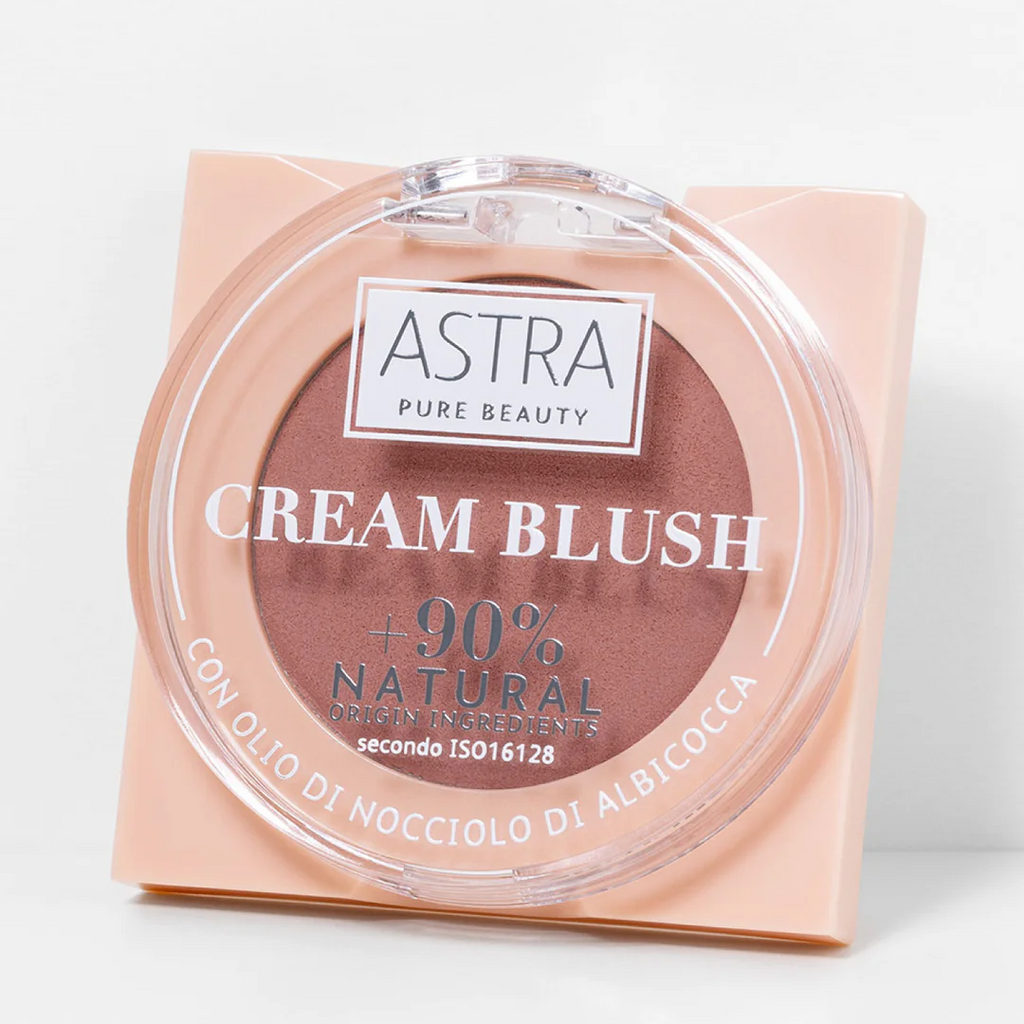 ASTRA
PURE BEAUTY
CREAM BLUSH
+90%
NATURAL
ORIGIN INGREDIENTS
secondo ISO16128
CON OLIO DI NOCCIOLO DI ALBICOCCA